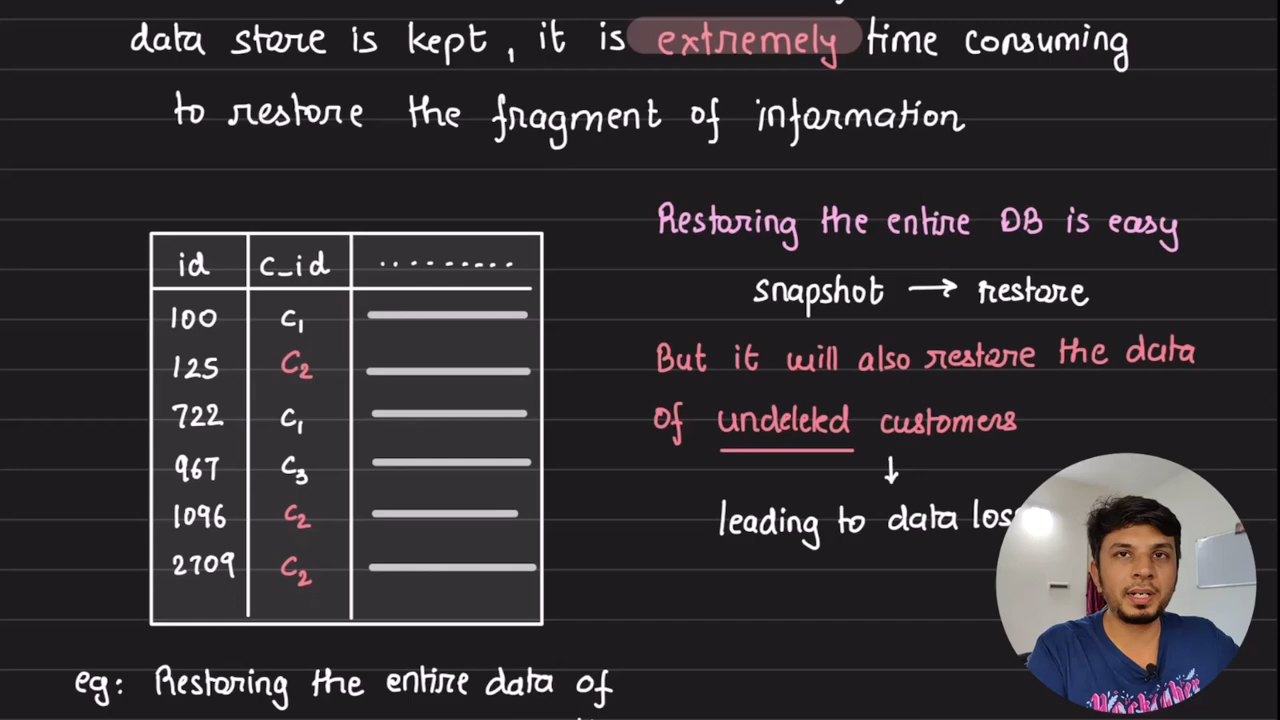 data store is kept, it is extremely time consuming
to restore the fragment of information
id c_id .........
100 C1
125 C2
722 C1
967 C3
1096 C2
2709 C2
Restoring the entire DB is easy
snapshot → restore
But it will also restore the data
of undeleted customers
↓
leading to data loss
eg: Restoring the entire data of